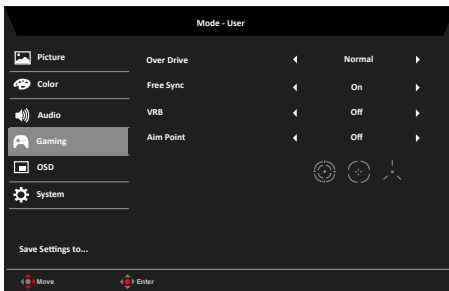 Mode - User
Picture
Color
Audio
Gaming
OSD
System
Save Settings to...
Over Drive Normal
Free Sync On
VRB Off
Aim Point Off
Move Enter